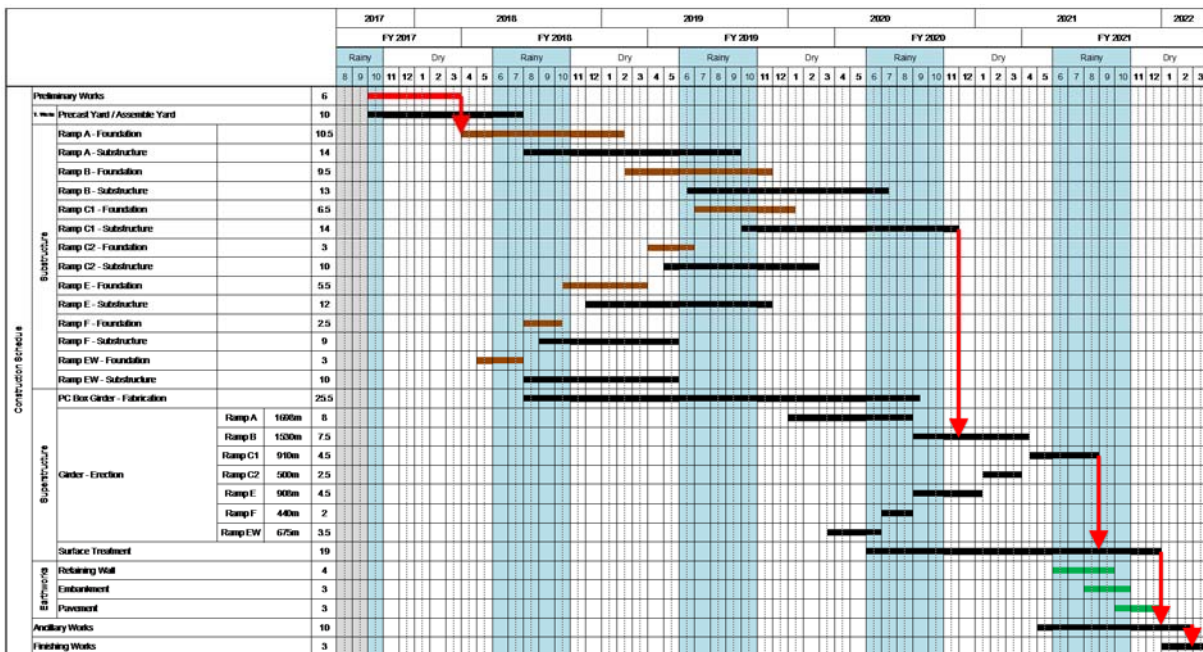 2017 2018 2019 2020 2021 2022
FY 2017 FY 2018 FY 2019 FY 2020 FY 2021
Rainy Dry Rainy Dry Rainy Dry Rainy Dry Rainy Dry
8 9 10 11 12 1 2 3 4 5 6 7 8 9 10 11 12 1 2 3 4 5 6 7 8 9 10 11 12 1 2 3 4 5 6 7 8 9 10 11 12 1 2 3 4 5 6 7 8 9 10 11 12 1 2 3
Construction Schedule
Preliminary Works 6
Precast Yard / Assemble Yard 10
Substructure
Ramp A - Foundation 10.5
Ramp A - Substructure 14
Ramp B - Foundation 9.5
Ramp B - Substructure 13
Ramp C1 - Foundation 6.5
Ramp C1 - Substructure 14
Ramp C2 - Foundation 3
Ramp C2 - Substructure 10
Ramp E - Foundation 5.5
Ramp E - Substructure 12
Ramp F - Foundation 2.5
Ramp F - Substructure 9
Ramp EW - Foundation 3
Ramp EW - Substructure 10
Superstructure
PC Box Girder - Fabrication 25.5
Girder - Erection
Ramp A 1698m 8
Ramp B 1530m 7.5
Ramp C1 910m 4.5
Ramp C2 500m 2.5
Ramp E 908m 4.5
Ramp F 440m 2
Ramp EW 675m 3.5
Surface Treatment 19
Earthworks
Retaining Wall 4
Embankment 3
Pavement 3
Ancillary Works 10
Finishing Works 3